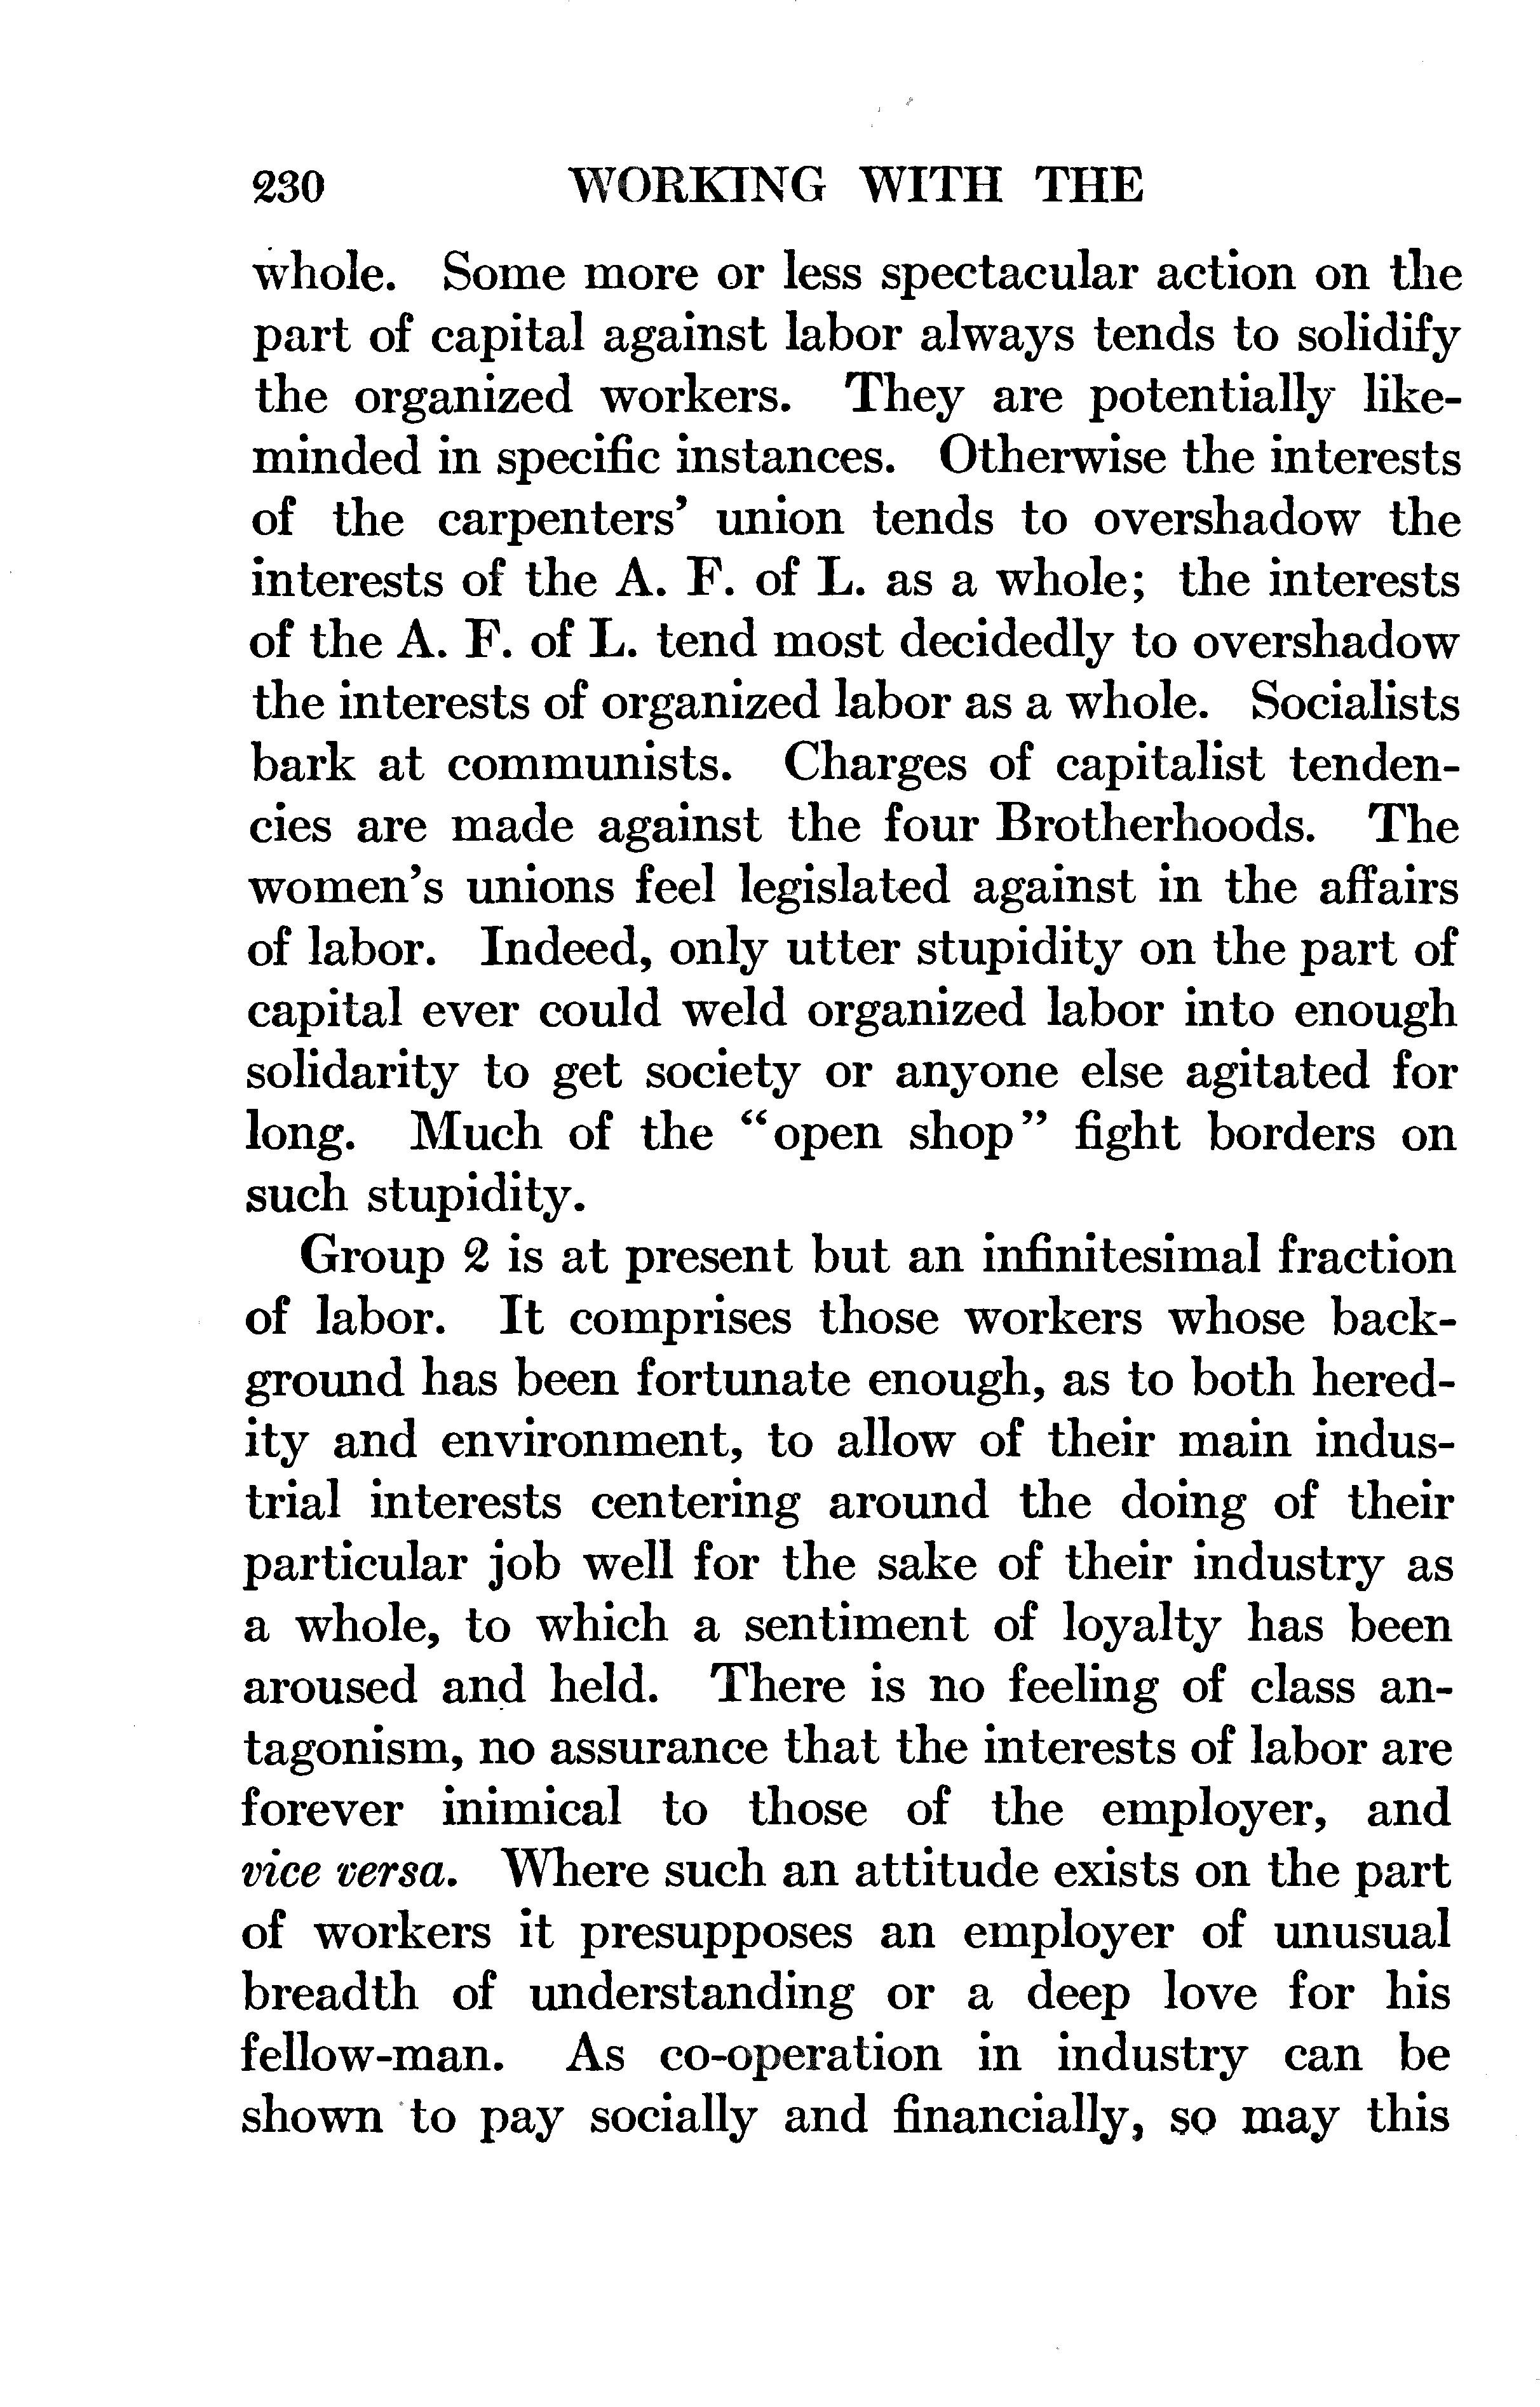 230 WORKING WITH THE
whole. Some more or less spectacular action on the
part of capital against labor always tends to solidify
the organized workers. They are potentially like-
minded in specific instances. Otherwise the interests
of the carpenters' union tends to overshadow the
interests of the A. F. of L. as a whole; the interests
of the A. F. of L. tend most decidedly to overshadow
the interests of organized labor as a whole. Socialists
bark at communists. Charges of capitalist tenden-
cies are made against the four Brotherhoods. The
women's unions feel legislated against in the affairs
of labor. Indeed, only utter stupidity on the part of
capital ever could weld organized labor into enough
solidarity to get society or anyone else agitated for
long. Much of the "open shop" fight borders on
such stupidity.
Group 2 is at present but an infinitesimal fraction
of labor. It comprises those workers whose back-
ground has been fortunate enough, as to both hered-
ity and environment, to allow of their main indus-
trial interests centering around the doing of their
particular job well for the sake of their industry as
a whole, to which a sentiment of loyalty has been
aroused and held. There is no feeling of class an-
tagonism, no assurance that the interests of labor are
forever inimical to those of the employer, and
vice versa. Where such an attitude exists on the part
of workers it presupposes an employer of unusual
breadth of understanding or a deep love for his
fellow-man. As co-operation in industry can be
shown to pay socially and financially, so may this